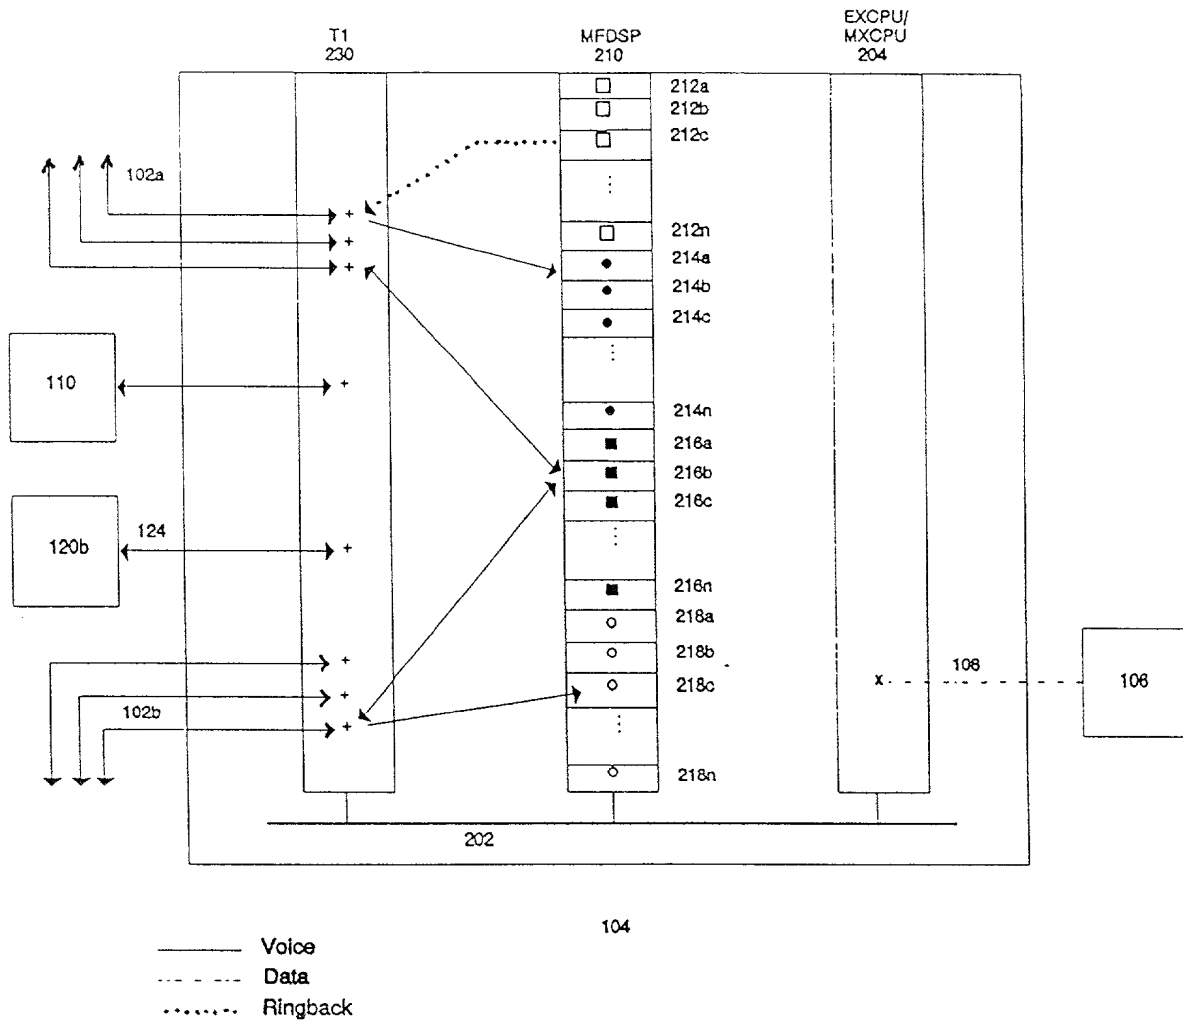 T1
230
MFDSP
210
EXCPU/
MXCPU
204
212a
212b
212c
102a
212n
214a
214b
214c
110
214n
216a
216b
216c
124
120b
216n
218a
218b
108
218c
106
102b
218n
202
104
Voice
Data
Ringback